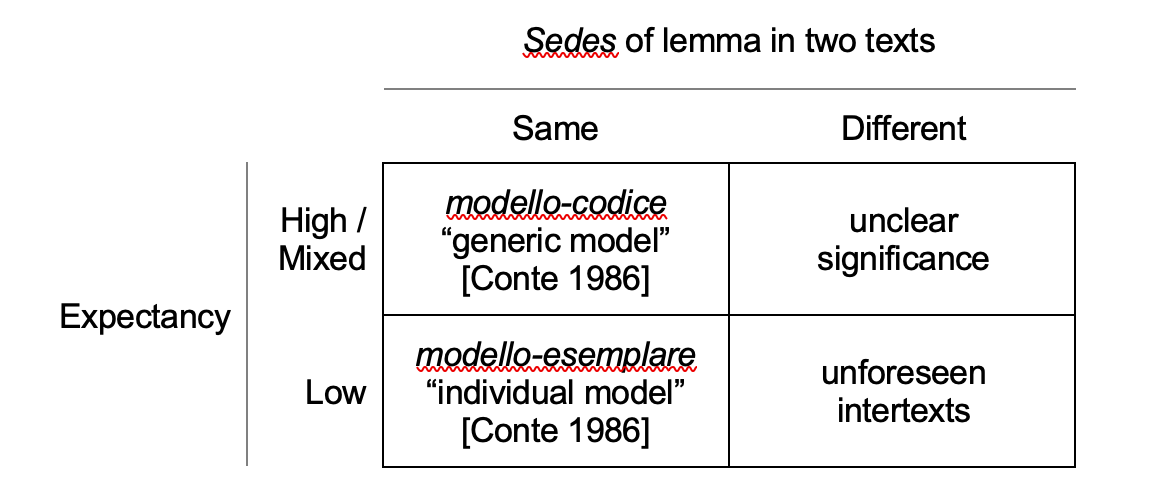 Sedes of lemma in two texts
Same
Different
High /
Mixed
modello-codice
“generic model”
[Conte 1986]
unclear
significance
Expectancy
Low
modello-esemplare
“individual model”
[Conte 1986]
unforeseen
intertexts